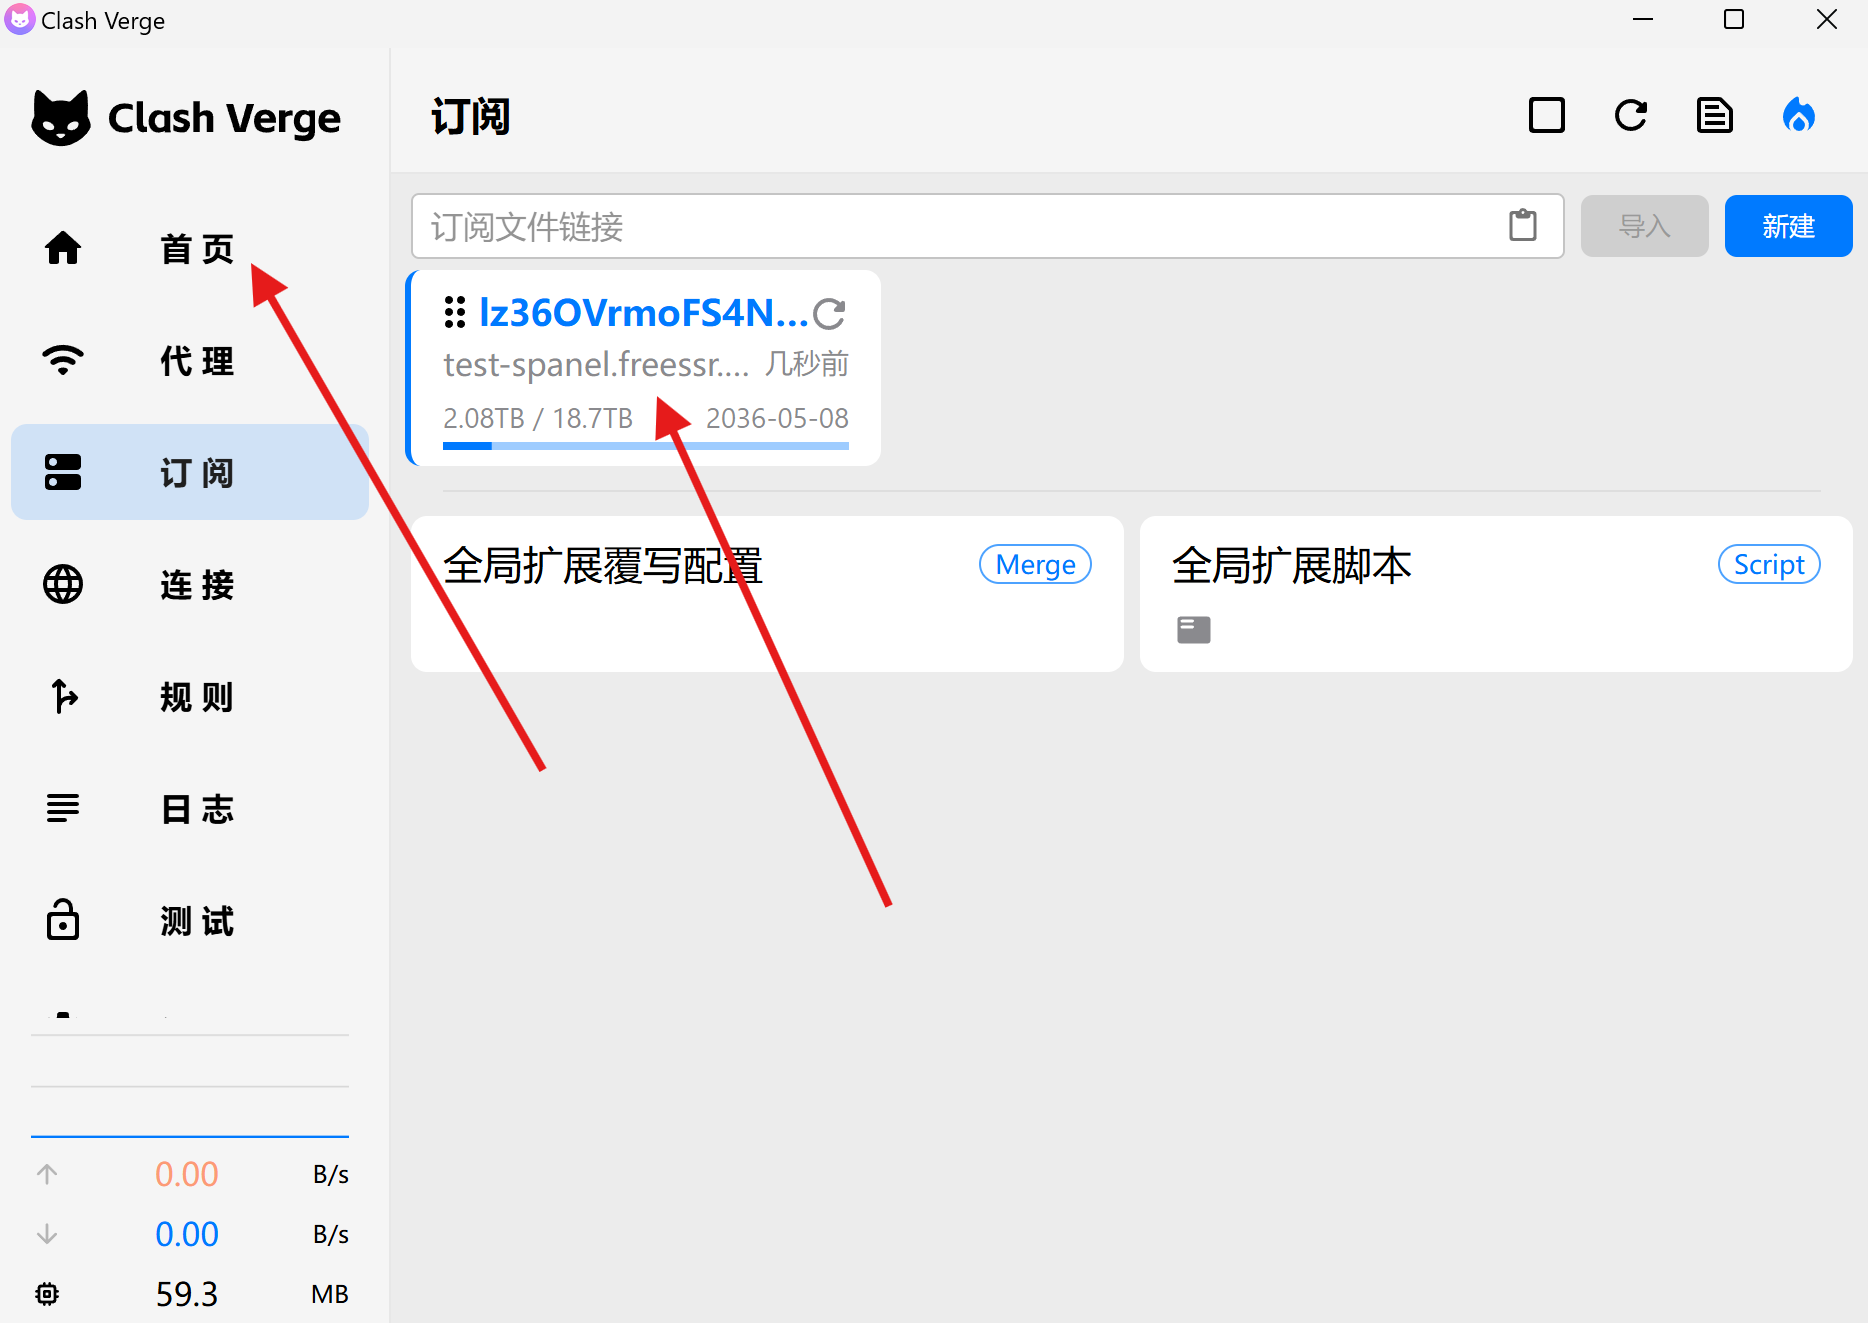 Clash Verge
Clash Verge
订阅
首页
代理
订阅
连接
规则
日志
测试
订阅文件链接
导入
新建
lz36OVrmoFS4N...
test-spanel.freessr.... 几秒前
2.08TB / 18.7TB 2036-05-08
全局扩展覆写配置 Merge
全局扩展脚本 Script
0.00 B/s
0.00 B/s
59.3 MB